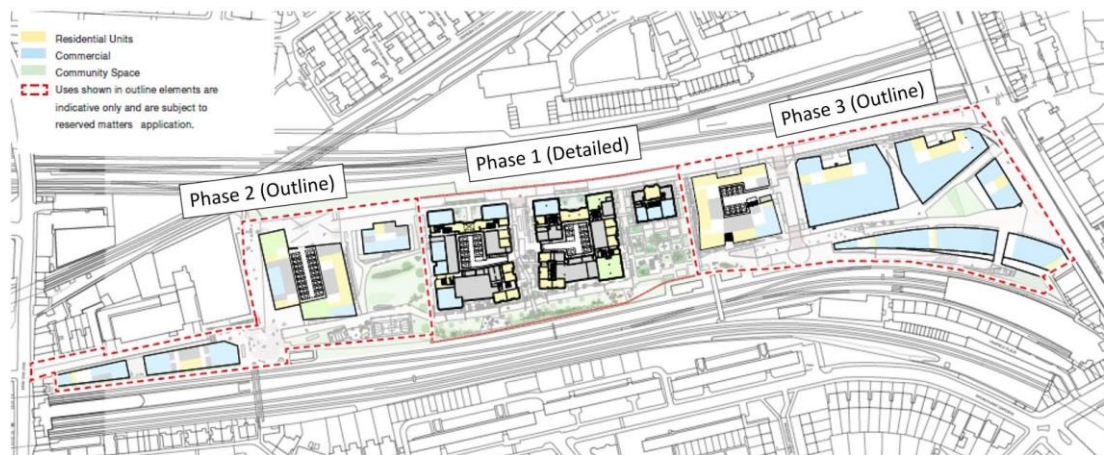 Residential Units
Commercial
Community Space
Uses shown in outline elements are
indicative only and are subject to
reserved matters application.
Phase 3 (Outline)
Phase 1 (Detailed)
Phase 2 (Outline)